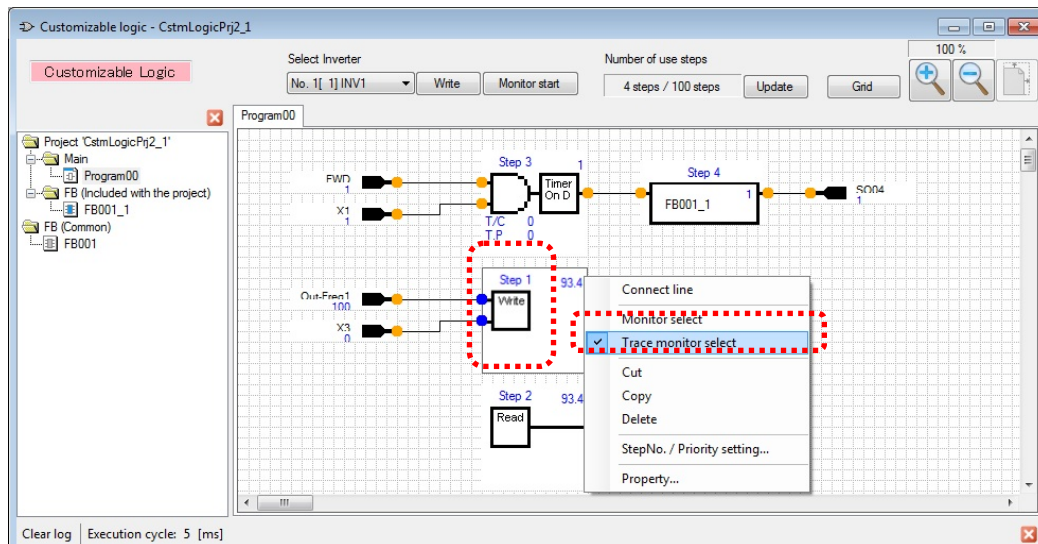 Customizable logic - CstmLogicPrj2_1
100 %
Customizable Logic
Select Inverter
No. 1[ 1] INV1
Write
Monitor start
Number of use steps
4 steps / 100 steps
Update
Grid
Program00
Project 'CstmLogicPrj2_1'
Main
Program00
FB (Included with the project)
FB001_1
FB (Common)
FB001
Step 3
1
FWD
1
X1
1
Timer
On D
T/C 0
T.P 0
Step 4
FB001_1
1
SO04
1
Step 1
93.4
Out-Freq1
100
X3
0
Write
Step 2
93.4
Read
Connect line
Monitor select
Trace monitor select
Cut
Copy
Delete
StepNo. / Priority setting...
Property...
Clear log
Execution cycle: 5 [ms]